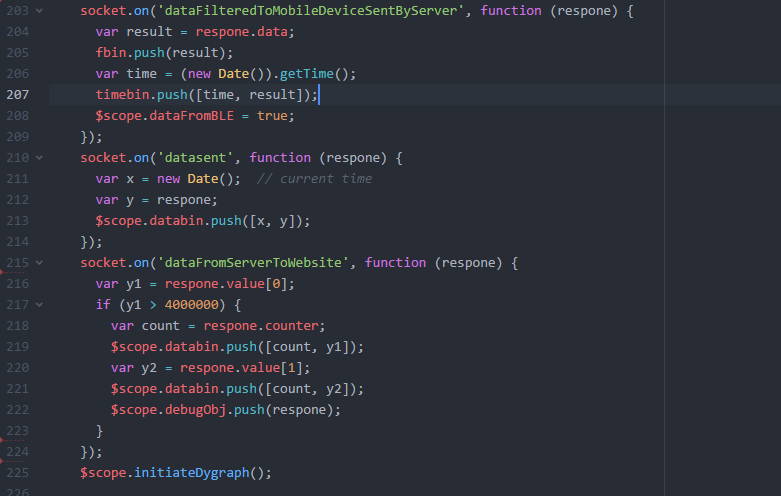 203 socket.on('dataFilteredToMobileDeviceSentByServer', function (respone) {
204 var result = respone.data;
205 fbin.push(result);
206 var time = (new Date()).getTime();
207 timebin.push([time, result]);
208 $scope.dataFromBLE = true;
209 });
210 socket.on('datasent', function (respone) {
211 var x = new Date(); // current time
212 var y = respone;
213 $scope.databin.push([x, y]);
214 });
215 socket.on('dataFromServerToWebsite', function (respone) {
216 var y1 = respone.value[0];
217 if (y1 > 4000000) {
218 var count = respone.counter;
219 $scope.databin.push([count, y1]);
220 var y2 = respone.value[1];
221 $scope.databin.push([count, y2]);
222 $scope.debugObj.push(respone);
223 }
224 });
225 $scope.initiateDygraph();
226